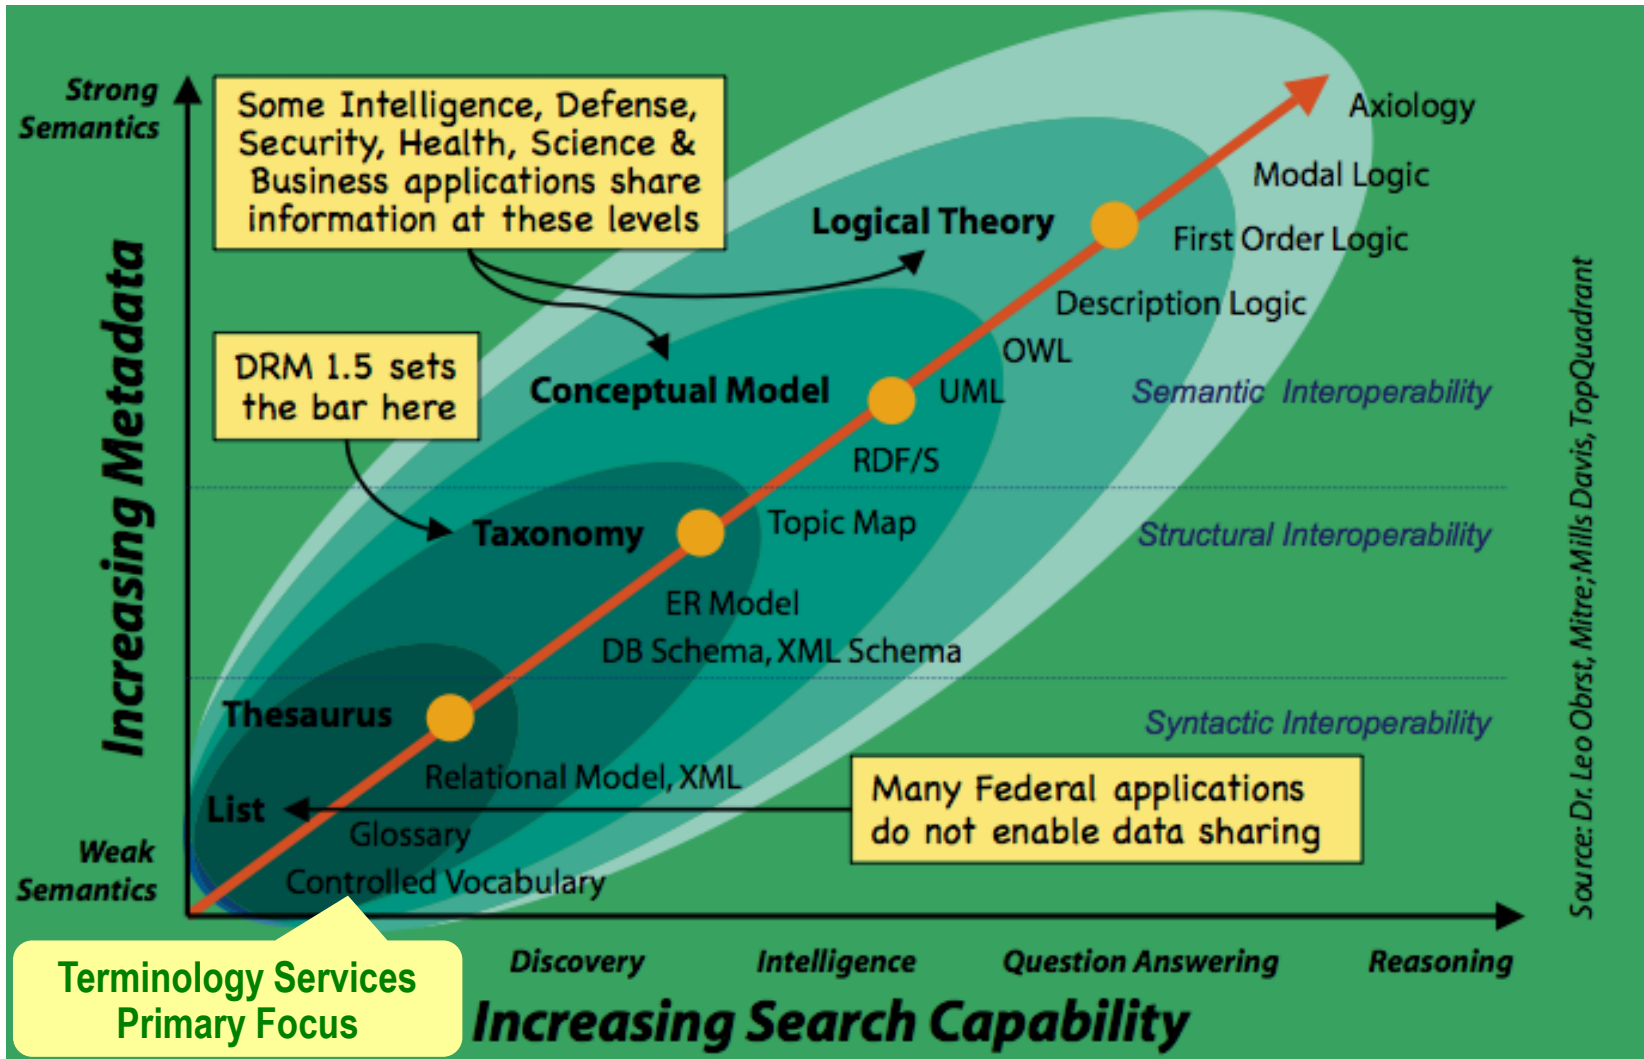 Strong
Semantics
Some Intelligence, Defense,
Security, Health, Science &
Business applications share
information at these levels
Axiology
Modal Logic
Logical Theory
First Order Logic
Description Logic
OWL
DRM 1.5 sets
the bar here
Conceptual Model
UML
Semantic Interoperability
RDF/S
Taxonomy
Topic Map
Structural Interoperability
ER Model
DB Schema, XML Schema
Thesaurus
Syntactic Interoperability
Relational Model, XML
List
Many Federal applications
do not enable data sharing
Glossary
Controlled Vocabulary
Weak
Semantics
Increasing Metadata
Source: Dr. Leo Obrst, Mitre; Mills Davis, TopQuadrant
Terminology Services
Primary Focus
Discovery
Intelligence
Question Answering
Reasoning
Increasing Search Capability